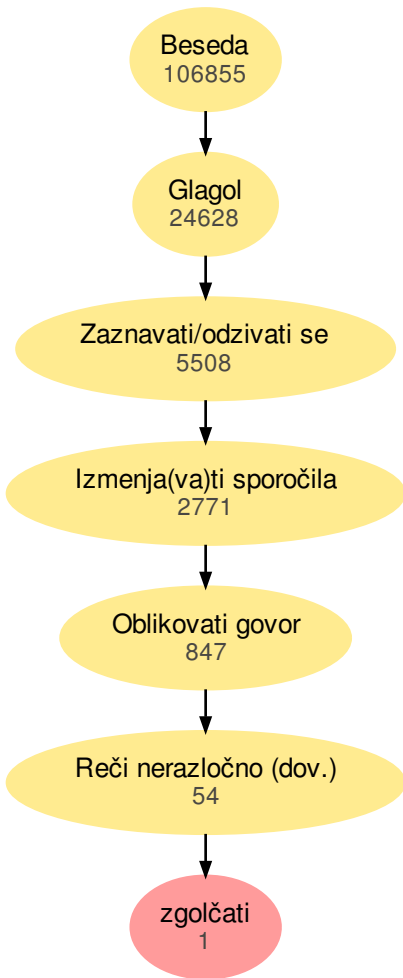 Beseda
106855
Glagol
24628
Zaznavati/odzivati se
5508
Izmenja(va)ti sporočila
2771
Oblikovati govor
847
Reči nerazločno (dov.)
54
zgolčati
1